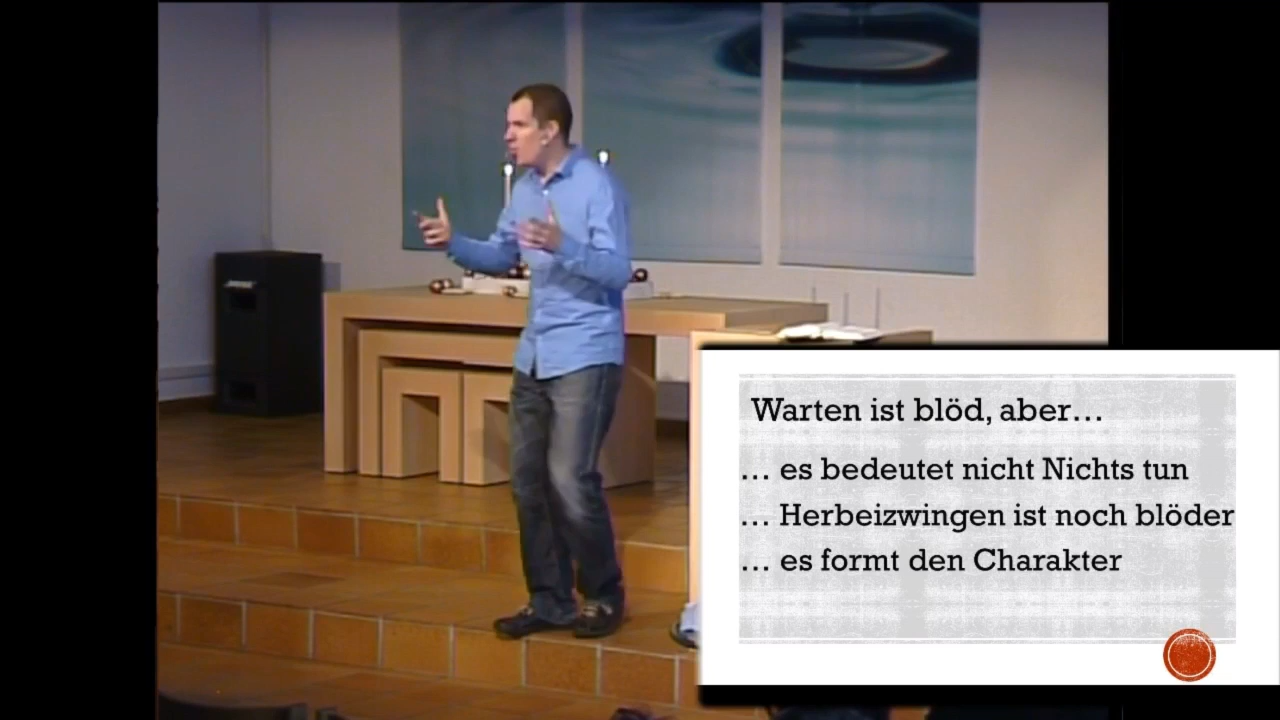 Warten ist blöd, aber…
… es bedeutet nicht Nichts tun
… Herbeizwingen ist noch blöder
… es formt den Charakter